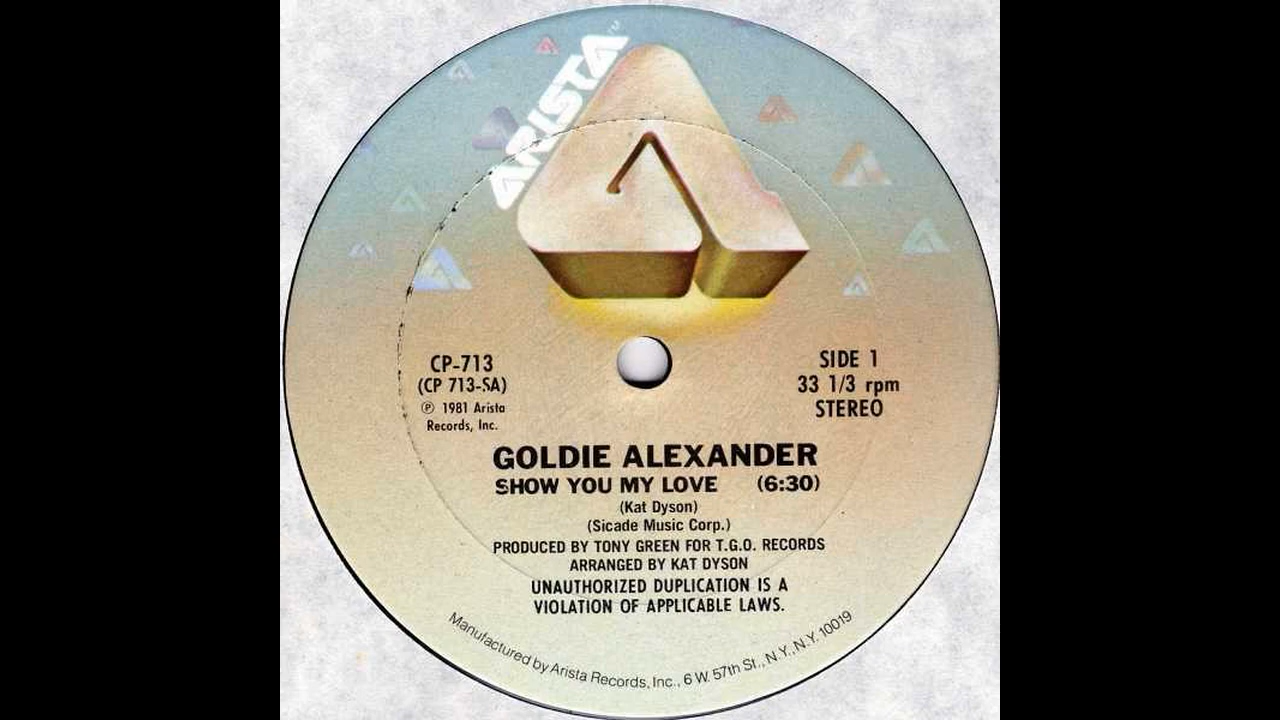 ARISTA™
CP-713
(CP 713-SA)
℗ 1981 Arista
Records, Inc.
SIDE 1
33 1/3 rpm
STEREO
GOLDIE ALEXANDER
SHOW YOU MY LOVE (6:30)
(Kat Dyson)
(Sicade Music Corp.)
PRODUCED BY TONY GREEN FOR T.G.O. RECORDS
ARRANGED BY KAT DYSON
UNAUTHORIZED DUPLICATION IS A
VIOLATION OF APPLICABLE LAWS.
Manufactured by Arista Records, Inc., 6 W. 57th St., N.Y., N.Y. 10019